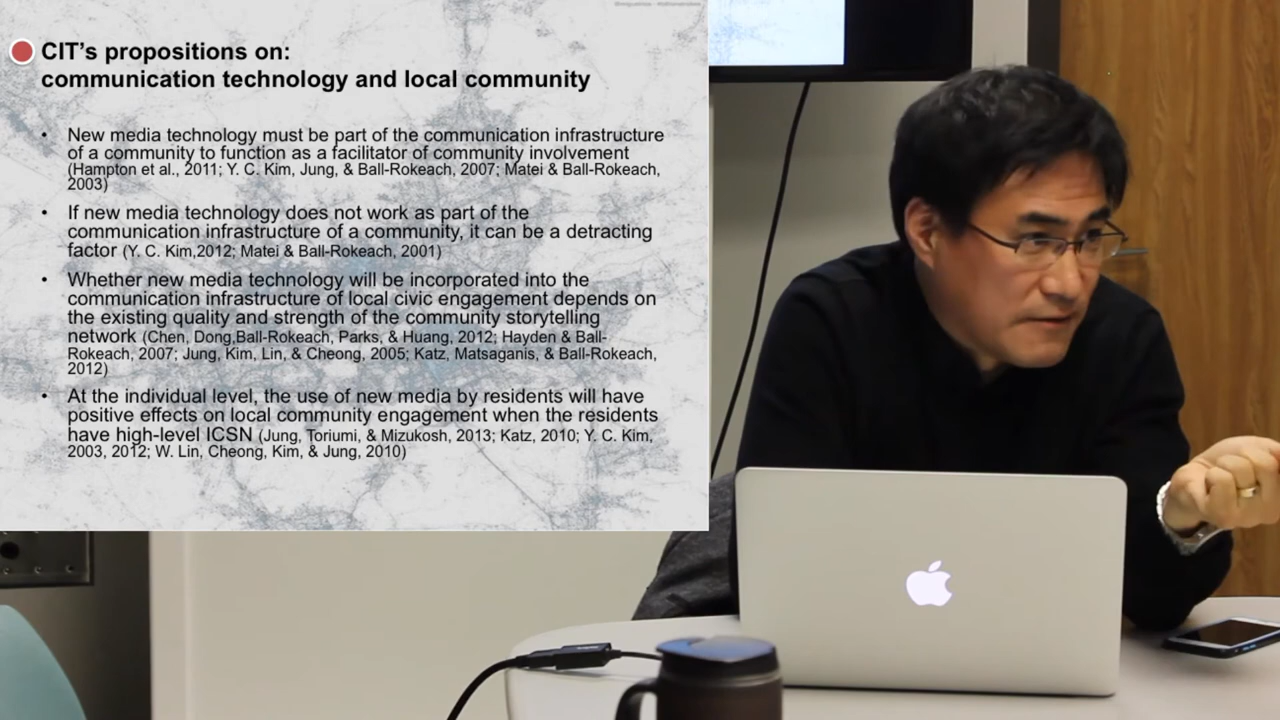 CIT's propositions on:
communication technology and local community
• New media technology must be part of the communication infrastructure
of a community to function as a facilitator of community involvement
(Hampton et al., 2011; Y. C. Kim, Jung, & Ball-Rokeach, 2007; Matei & Ball-Rokeach,
2003)
• If new media technology does not work as part of the
communication infrastructure of a community, it can be a detracting
factor (Y. C. Kim,2012; Matei & Ball-Rokeach, 2001)
• Whether new media technology will be incorporated into the
communication infrastructure of local civic engagement depends on
the existing quality and strength of the community storytelling
network (Chen, Dong,Ball-Rokeach, Parks, & Huang, 2012; Hayden & Ball-
Rokeach, 2007; Jung, Kim, Lin, & Cheong, 2005; Katz, Matsaganis, & Ball-Rokeach,
2012)
• At the individual level, the use of new media by residents will have
positive effects on local community engagement when the residents
have high-level ICSN (Jung, Toriumi, & Mizukosh, 2013; Katz, 2010; Y. C. Kim,
2003, 2012; W. Lin, Cheong, Kim, & Jung, 2010)